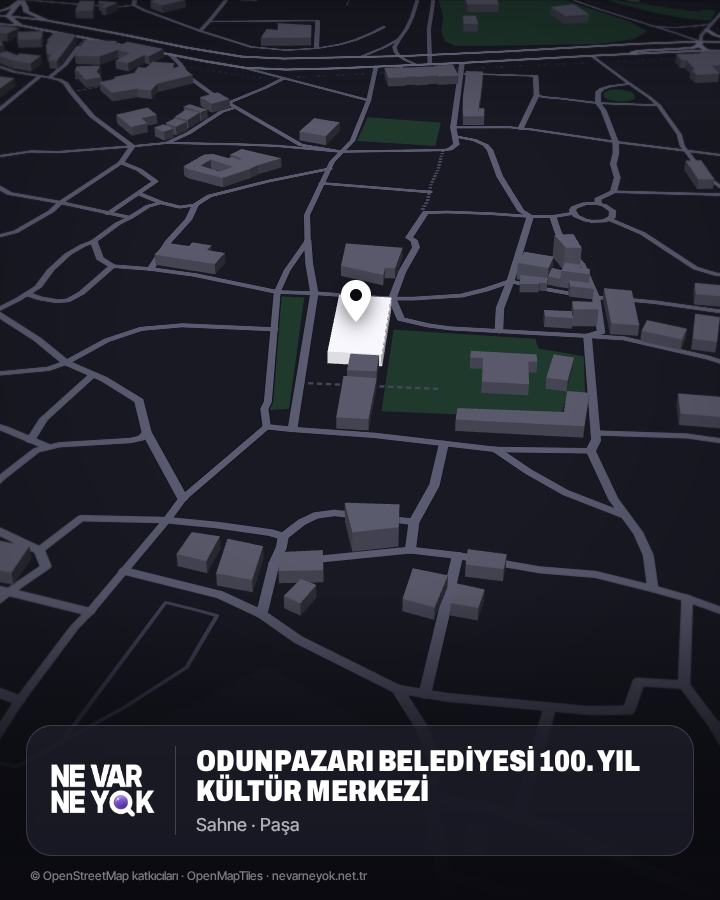 NE VAR
NE YOK
ODUNPAZARI BELEDİYESİ 100. YIL
KÜLTÜR MERKEZİ
Sahne · Paşa
© OpenStreetMap katkıcıları · OpenMapTiles · nevarneyok.net.tr